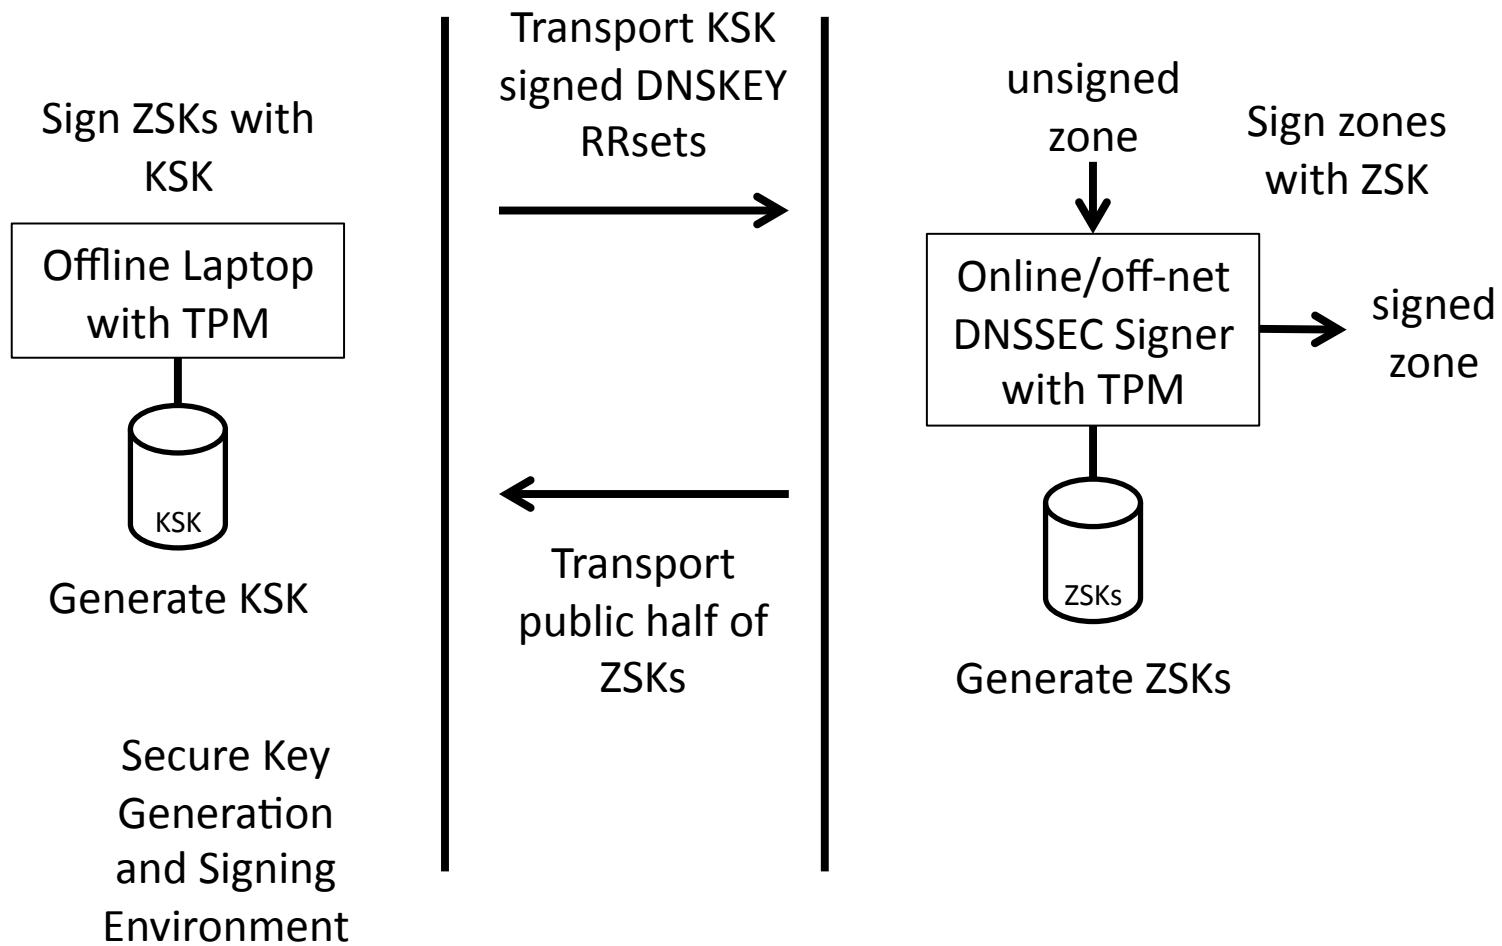 Sign ZSKs with
KSK
Offline Laptop
with TPM
KSK
Generate KSK
Secure Key
Generation
and Signing
Environment
Transport KSK
signed DNSKEY
RRsets
Transport
public half of
ZSKs
unsigned
zone
Sign zones
with ZSK
Online/off-net
DNSSEC Signer
with TPM
signed
zone
ZSKs
Generate ZSKs